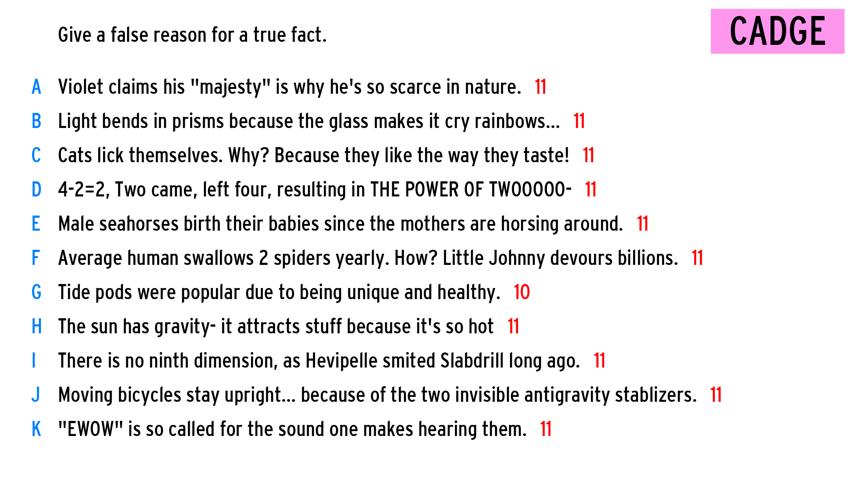 Give a false reason for a true fact.
CADGE
A Violet claims his "majesty" is why he's so scarce in nature. 11
B Light bends in prisms because the glass makes it cry rainbows... 11
C Cats lick themselves. Why? Because they like the way they taste! 11
D 4-2=2, Two came, left four, resulting in THE POWER OF TWOOOOO- 11
E Male seahorses birth their babies since the mothers are horsing around. 11
F Average human swallows 2 spiders yearly. How? Little Johnny devours billions. 11
G Tide pods were popular due to being unique and healthy. 10
H The sun has gravity- it attracts stuff because it's so hot 11
I There is no ninth dimension, as Hevipelle smited Slabdrill long ago. 11
J Moving bicycles stay upright... because of the two invisible antigravity stablizers. 11
K "EWOW" is so called for the sound one makes hearing them. 11